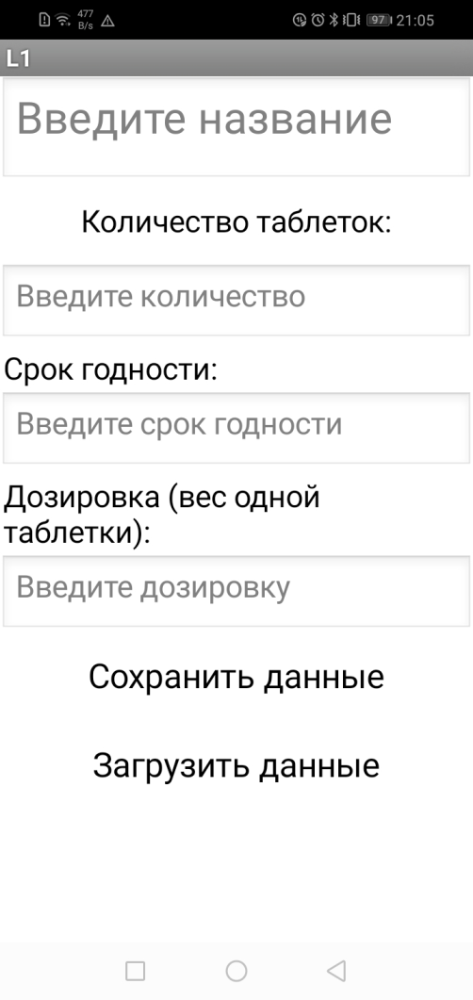 477
B/s
97
21:05
L1
Введите название
Количество таблеток:
Введите количество
Срок годности:
Введите срок годности
Дозировка (вес одной
таблетки):
Введите дозировку
Сохранить данные
Загрузить данные